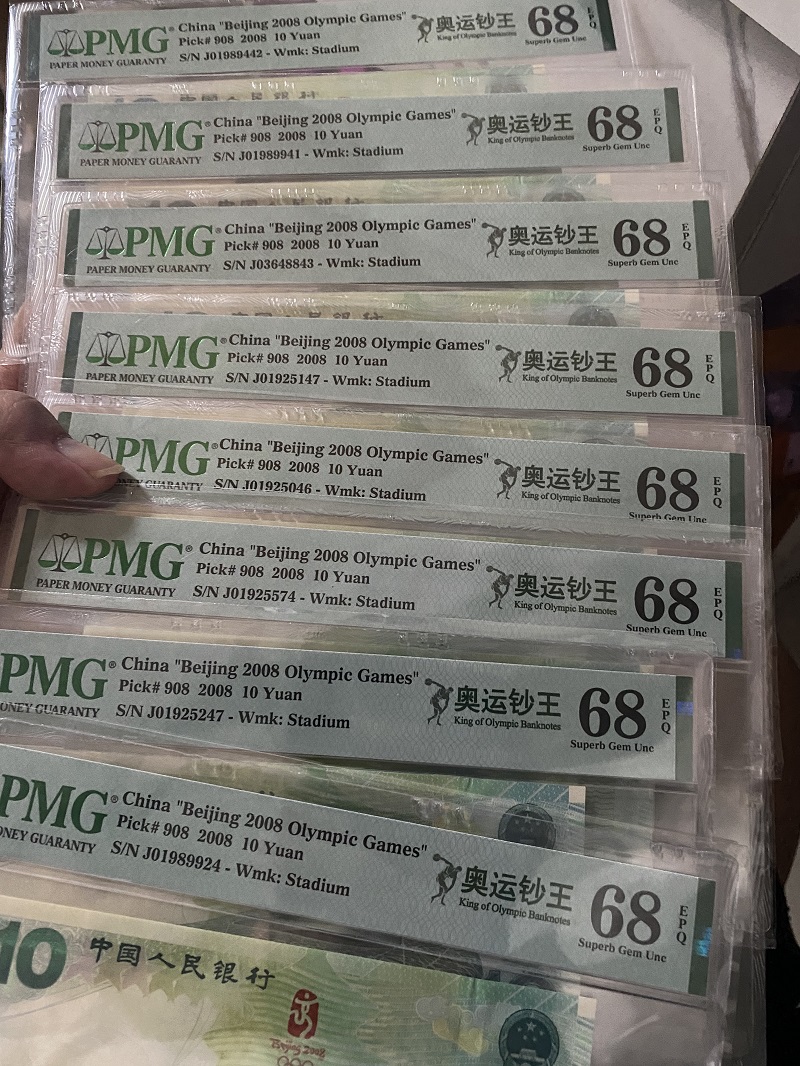 PMG® China "Beijing 2008 Olympic Games" 奥运钞王 68 EPQ
Pick# 908 2008 10 Yuan King of Olympic Banknotes
PAPER MONEY GUARANTY S/N J01989442 - Wmk: Stadium Superb Gem Unc
PMG® China "Beijing 2008 Olympic Games" 奥运钞王 68 EPQ
Pick# 908 2008 10 Yuan King of Olympic Banknotes
PAPER MONEY GUARANTY S/N J01989941 - Wmk: Stadium Superb Gem Unc
PMG® China "Beijing 2008 Olympic Games" 奥运钞王 68 EPQ
Pick# 908 2008 10 Yuan King of Olympic Banknotes
PAPER MONEY GUARANTY S/N J03648843 - Wmk: Stadium Superb Gem Unc
PMG® China "Beijing 2008 Olympic Games" 奥运钞王 68 EPQ
Pick# 908 2008 10 Yuan King of Olympic Banknotes
PAPER MONEY GUARANTY S/N J01925147 - Wmk: Stadium Superb Gem Unc
PMG® China "Beijing 2008 Olympic Games" 奥运钞王 68 EPQ
Pick# 908 2008 10 Yuan King of Olympic Banknotes
GUARANTY S/N J01925046 - Wmk: Stadium Superb Gem Unc
PMG® China "Beijing 2008 Olympic Games" 奥运钞王 68 EPQ
Pick# 908 2008 10 Yuan King of Olympic Banknotes
PAPER MONEY GUARANTY S/N J01925574 - Wmk: Stadium Superb Gem Unc
PMG® China "Beijing 2008 Olympic Games" 奥运钞王 68 EPQ
Pick# 908 2008 10 Yuan King of Olympic Banknotes
ONEY GUARANTY S/N J01925247 - Wmk: Stadium Superb Gem Unc
PMG® China "Beijing 2008 Olympic Games" 奥运钞王 68 EPQ
Pick# 908 2008 10 Yuan King of Olympic Banknotes
ONEY GUARANTY S/N J01989924 - Wmk: Stadium Superb Gem Unc
10 中国人民银行
Beijing 2008